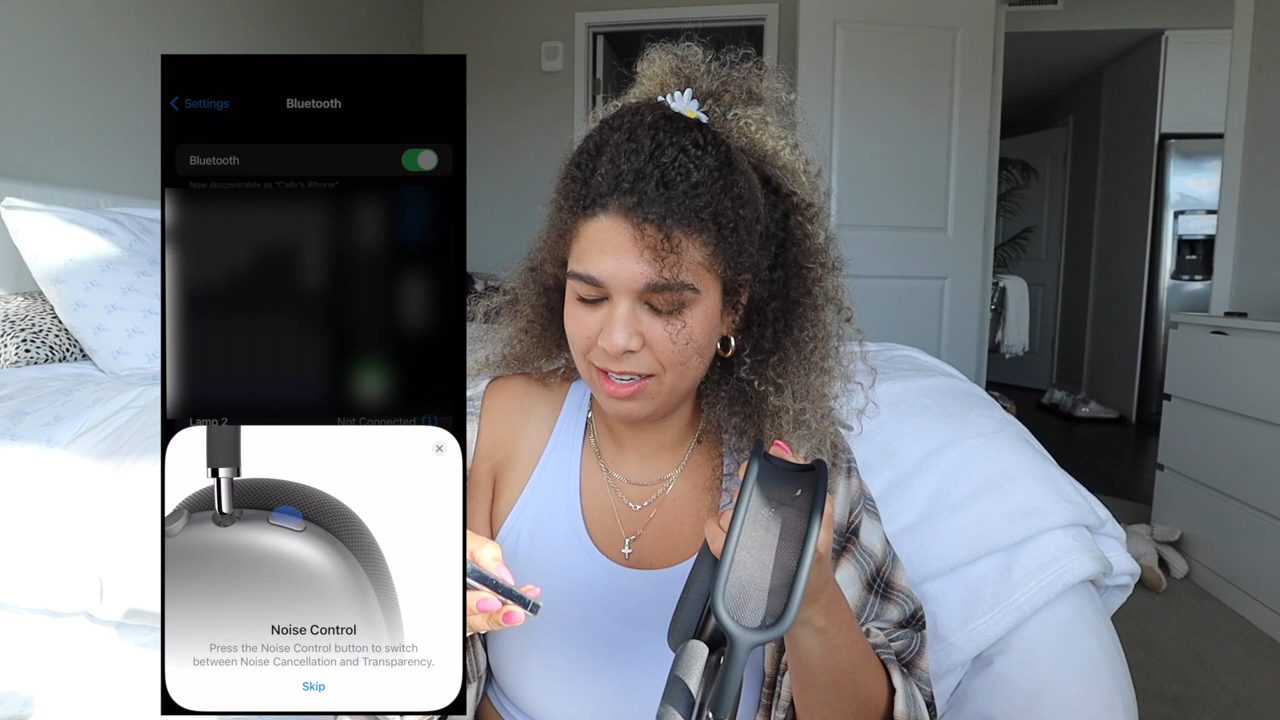 Settings
Bluetooth
Bluetooth
Now discoverable as "Cally's iPhone"
Lamp 2
Not Connected
Noise Control
Press the Noise Control button to switch
between Noise Cancellation and Transparency.
Skip